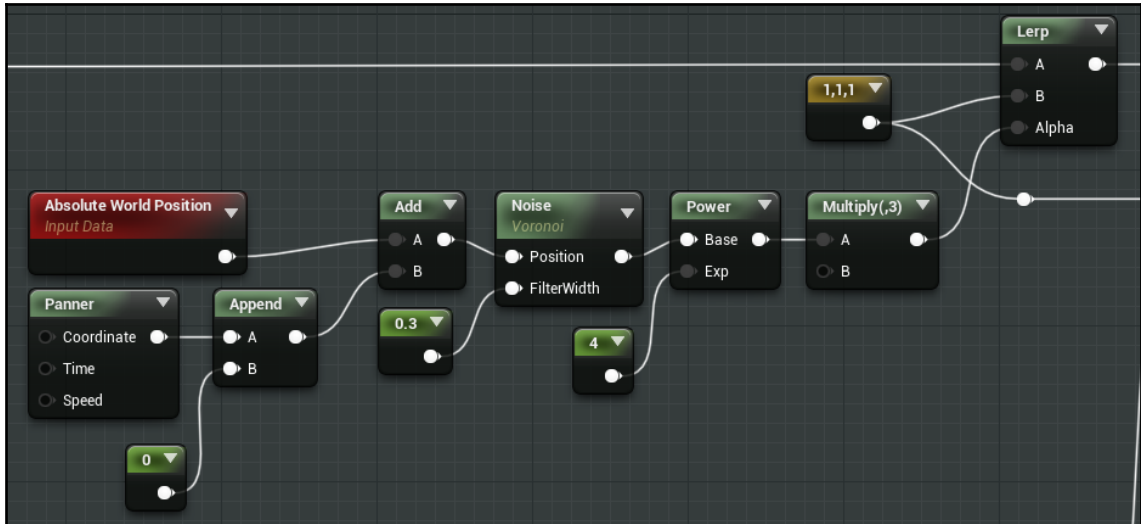 Lerp
A
B
Alpha
1,1,1
Absolute World Position
Input Data
Add
A
B
Noise
Voronoi
Position
FilterWidth
Power
Base
Exp
Multiply(,3)
A
B
Panner
Coordinate
Time
Speed
Append
A
B
0.3
4
0